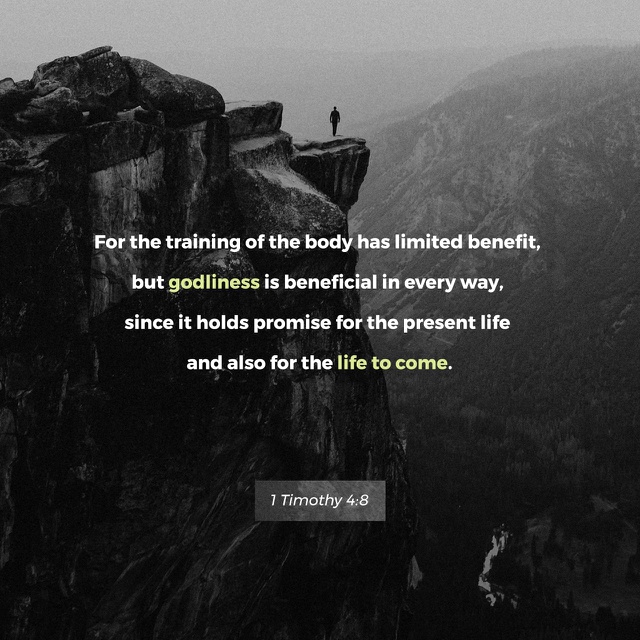 For the training of the body has limited benefit,
but godliness is beneficial in every way,
since it holds promise for the present life
and also for the life to come.
1 Timothy 4:8